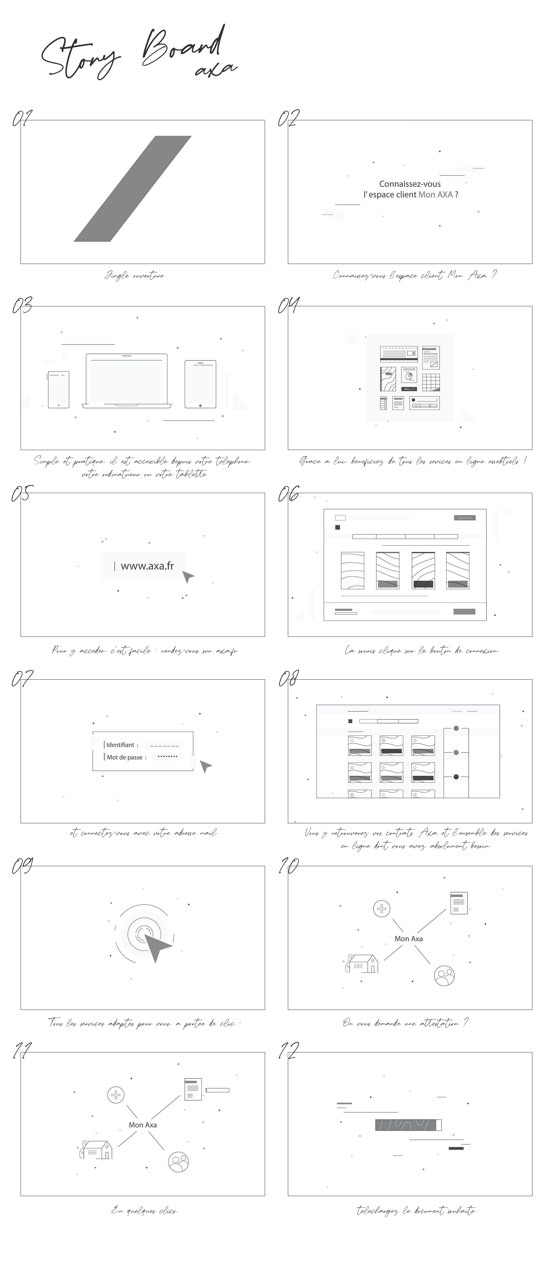 Story Board
axa
01
02
Connaissez-vous
l'espace client Mon AXA ?
Jingle ouverture
Connaissez-vous l'espace client Mon Axa ?
03
04
Simple et pratique, il est accessible depuis votre telephone
votre ordinateur ou votre tablette
Grace a lui beneficiez de tous les services en ligne essentiels !
05
www.axa.fr
06
Pour y acceder c'est facile : rendez-vous sur axa.fr
La souris clique sur le bouton de connexion
07
Identifiant : _ _ _ _ _ _ _
Mot de passe : ••••••••
08
et connectez-vous avec votre adresse mail
Vous y retrouverez vos contrats Axa et l'ensemble des services
en ligne dont vous avez absolument besoin
09
10
Mon Axa
Tous les services adaptes pour vous a portee de clic :
On vous demande une attestation ?
11
Mon Axa
12
En quelques clics
telechargez le document souhaite